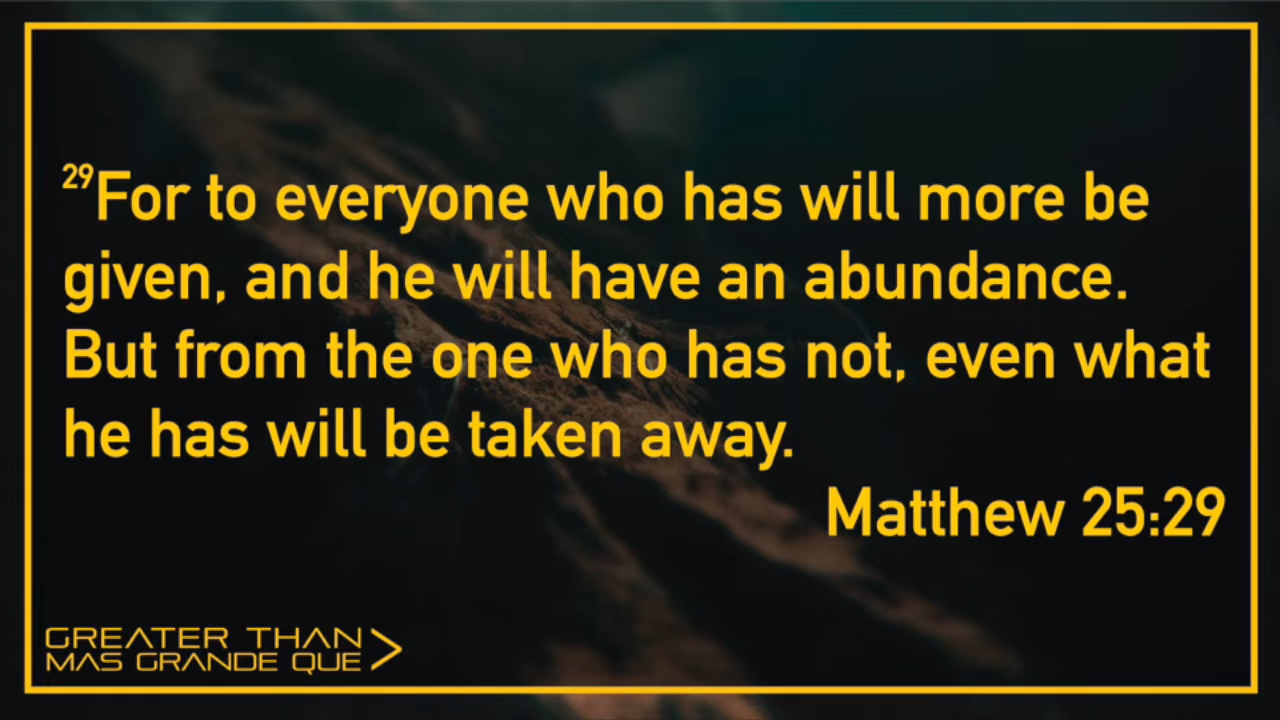 29For to everyone who has will more be
given, and he will have an abundance.
But from the one who has not, even what
he has will be taken away.
Matthew 25:29
GREATER THAN
MAS GRANDE QUE >